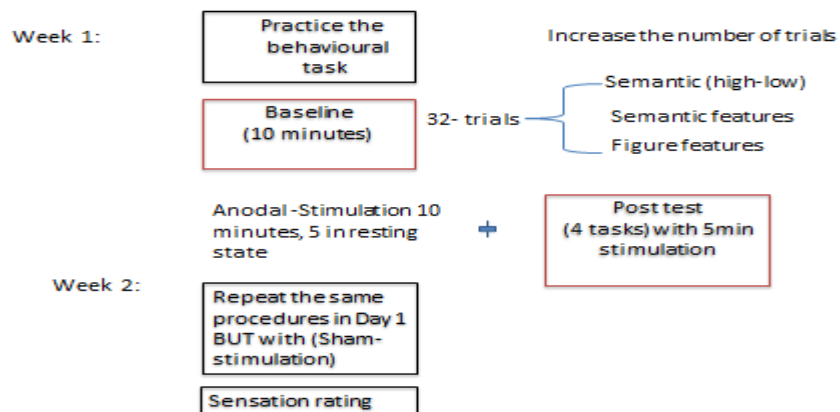 Week 1:
Practice the
behavioural
task
Increase the number of trials
Baseline
(10 minutes)
32- trials
Semantic (high-low)
Semantic features
Figure features
Anodal -Stimulation 10
minutes, 5 in resting
state
+
Post test
(4 tasks) with 5min
stimulation
Week 2:
Repeat the same
procedures in Day 1
BUT with (Sham-
stimulation)
Sensation rating